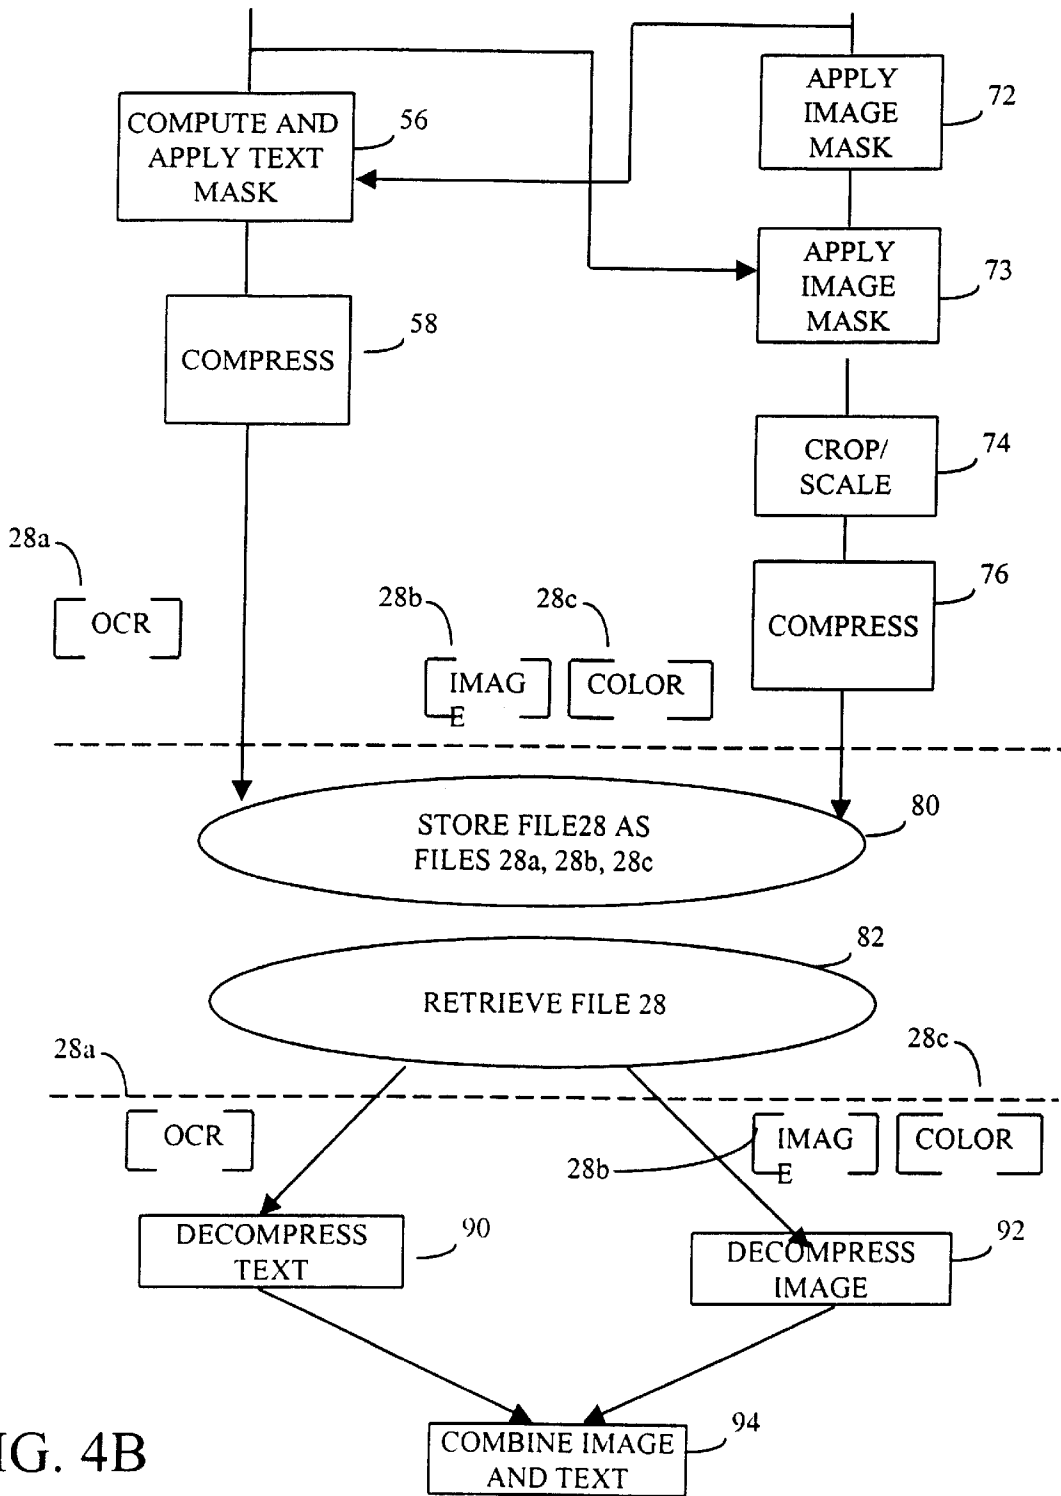 APPLY
IMAGE
MASK
72
COMPUTE AND
APPLY TEXT
MASK
56
APPLY
IMAGE
MASK
73
COMPRESS
58
CROP/
SCALE
74
28a
OCR
28b
IMAG
E
28c
COLOR
COMPRESS
76
STORE FILE28 AS
FILES 28a, 28b, 28c
80
RETRIEVE FILE 28
82
28a
OCR
28b
IMAG
E
28c
COLOR
DECOMPRESS
TEXT
90
DECOMPRESS
IMAGE
92
COMBINE IMAGE
AND TEXT
94
IG. 4B